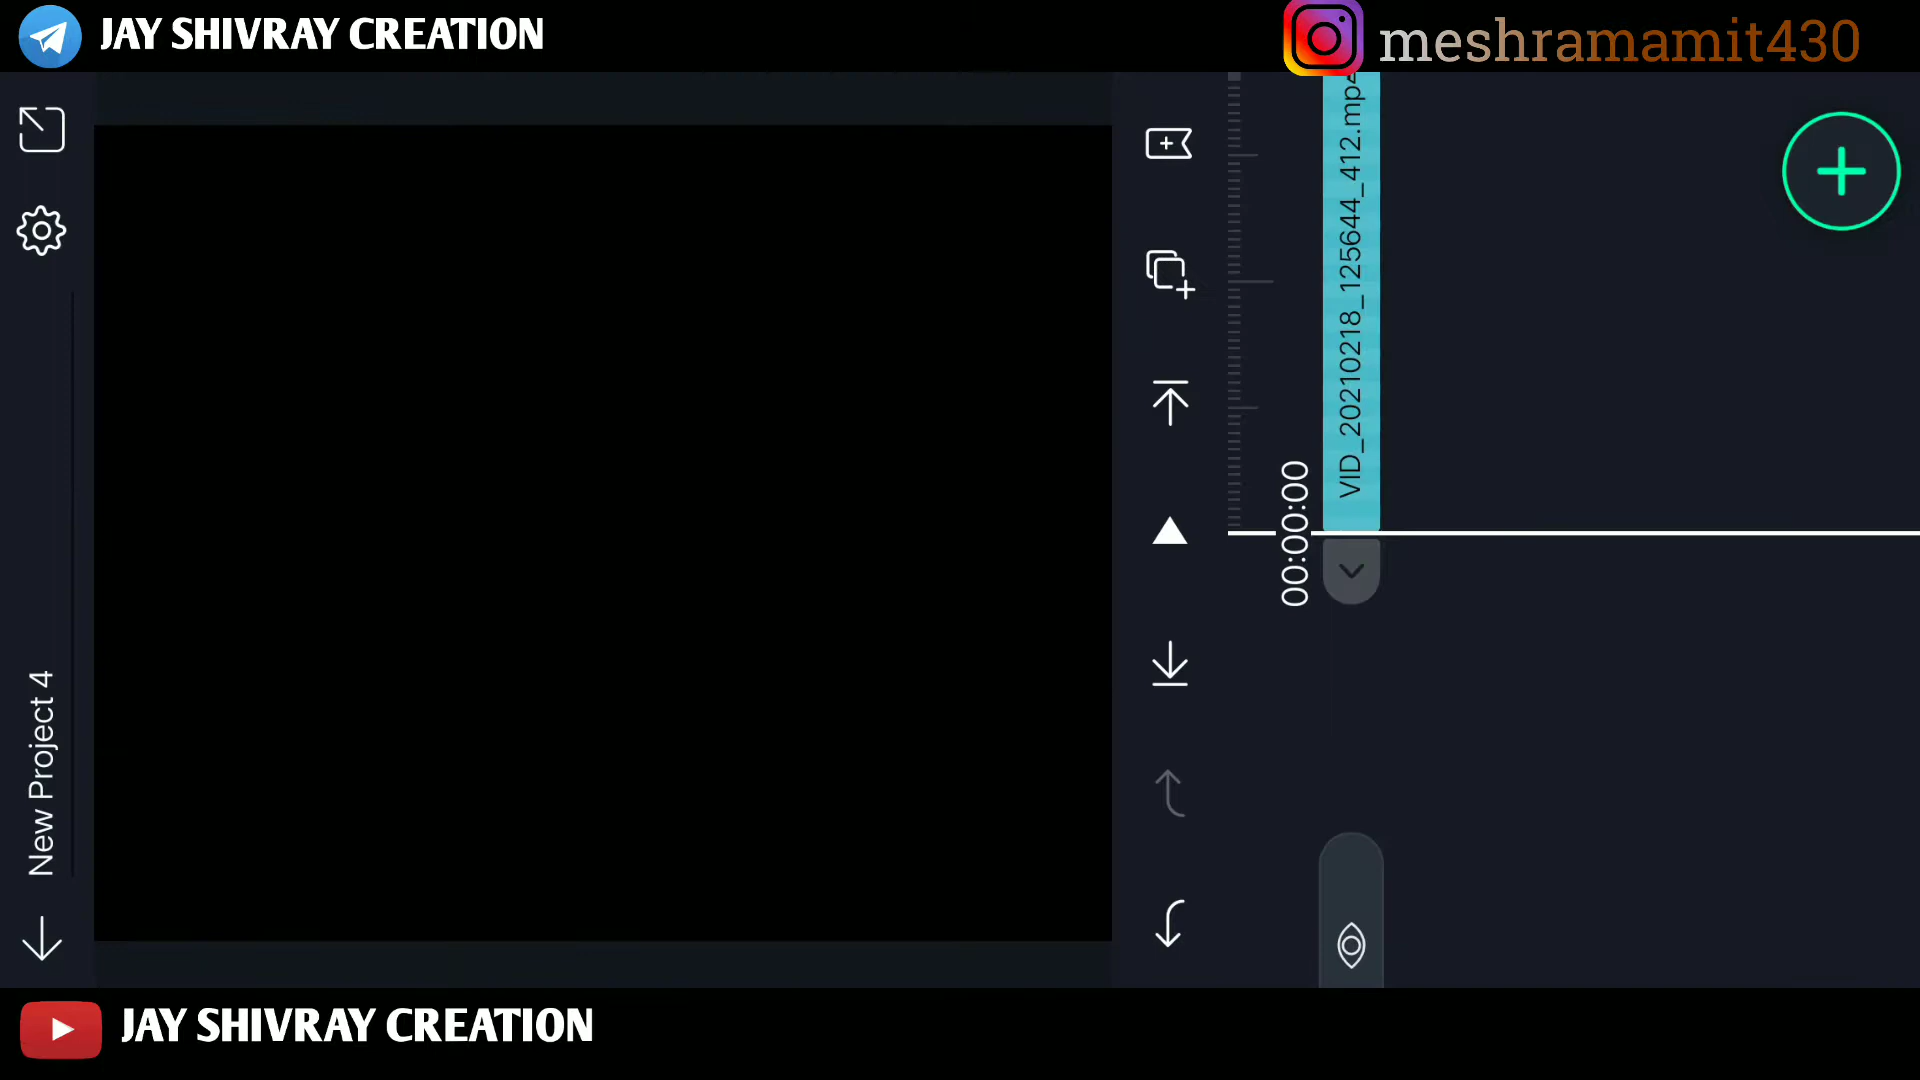 JAY SHIVRAY CREATION
meshramamit430
New Project 4
00:00:00
VID_20210218_125644_412.mp4
JAY SHIVRAY CREATION